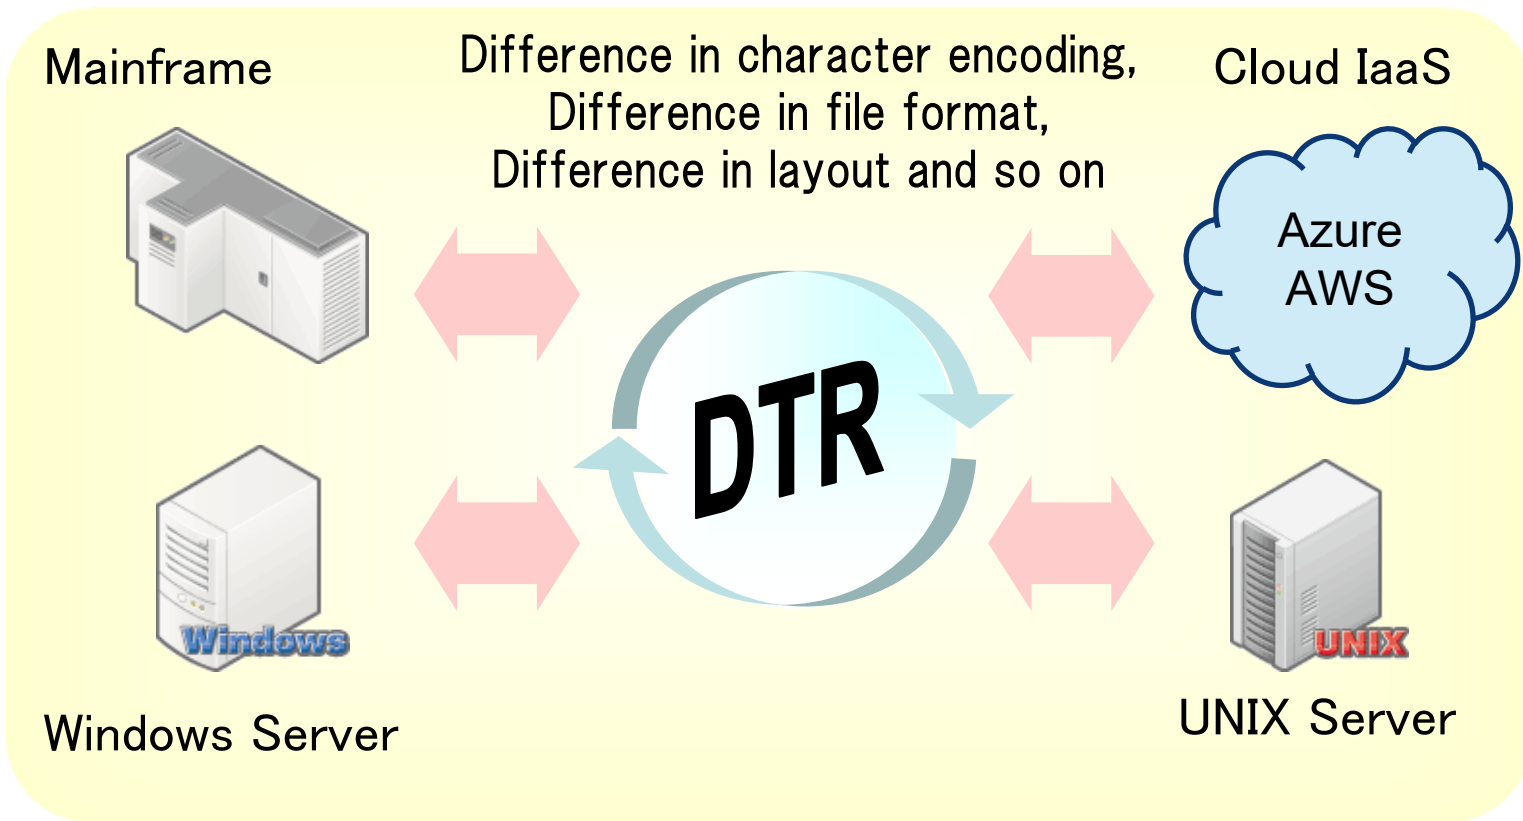 Mainframe
Difference in character encoding,
Difference in file format,
Difference in layout and so on
Cloud IaaS
Azure
AWS
DTR
Windows
Windows Server
UNIX
UNIX Server